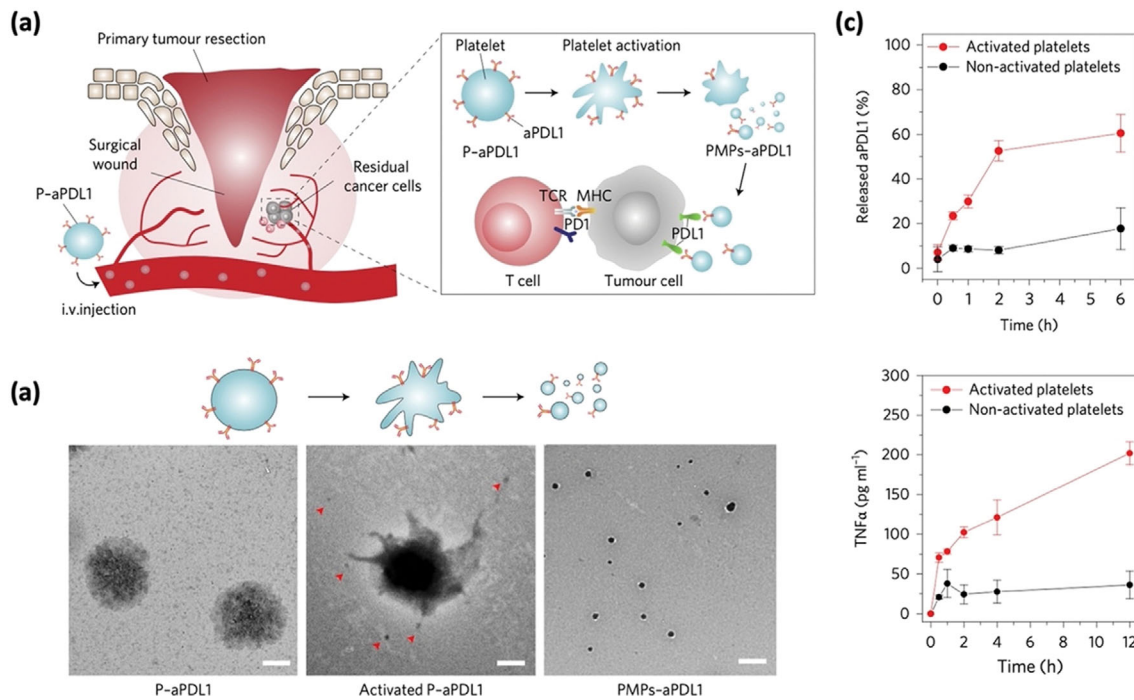 (a)
Primary tumour resection
Surgical
wound
P-aPDL1
i.v.injection
Residual
cancer cells
Platelet
Platelet activation
aPDL1
P-aPDL1
PMPs-aPDL1
TCR MHC
PD1
PDL1
T cell
Tumour cell
(c)
Activated platelets
Non-activated platelets
Released aPDL1 (%)
100
80
60
40
20
0
0 1 2 3 4 5 6
Time (h)
(a)
P-aPDL1
Activated P-aPDL1
PMPs-aPDL1
Activated platelets
Non-activated platelets
TNFα (pg ml⁻¹)
300
250
200
150
100
50
0
0 2 4 6 8 10 12
Time (h)